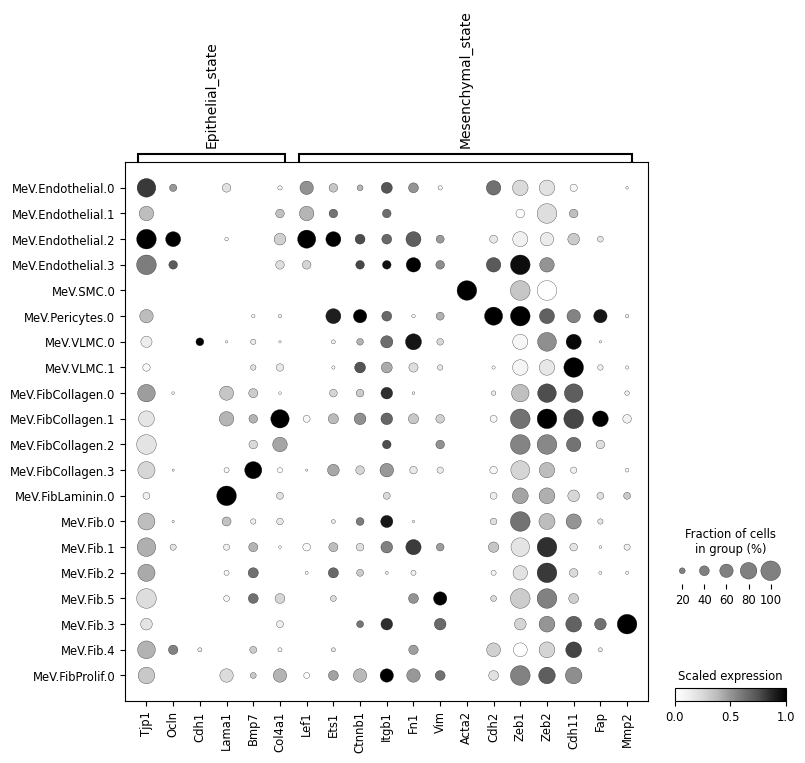 Epithelial_state
Mesenchymal_state
MeV.Endothelial.0
MeV.Endothelial.1
MeV.Endothelial.2
MeV.Endothelial.3
MeV.SMC.0
MeV.Pericytes.0
MeV.VLMC.0
MeV.VLMC.1
MeV.FibCollagen.0
MeV.FibCollagen.1
MeV.FibCollagen.2
MeV.FibCollagen.3
MeV.FibLaminin.0
MeV.Fib.0
MeV.Fib.1
MeV.Fib.2
MeV.Fib.5
MeV.Fib.3
MeV.Fib.4
MeV.FibProlif.0
Tjp1
Ocln
Cdh1
Lama1
Bmp7
Col4a1
Lef1
Ets1
Ctnnb1
Itgb1
Fn1
Vim
Acta2
Cdh2
Zeb1
Zeb2
Cdh11
Fap
Mmp2
Fraction of cells
in group (%)
20 40 60 80 100
Scaled expression
0.0 0.5 1.0